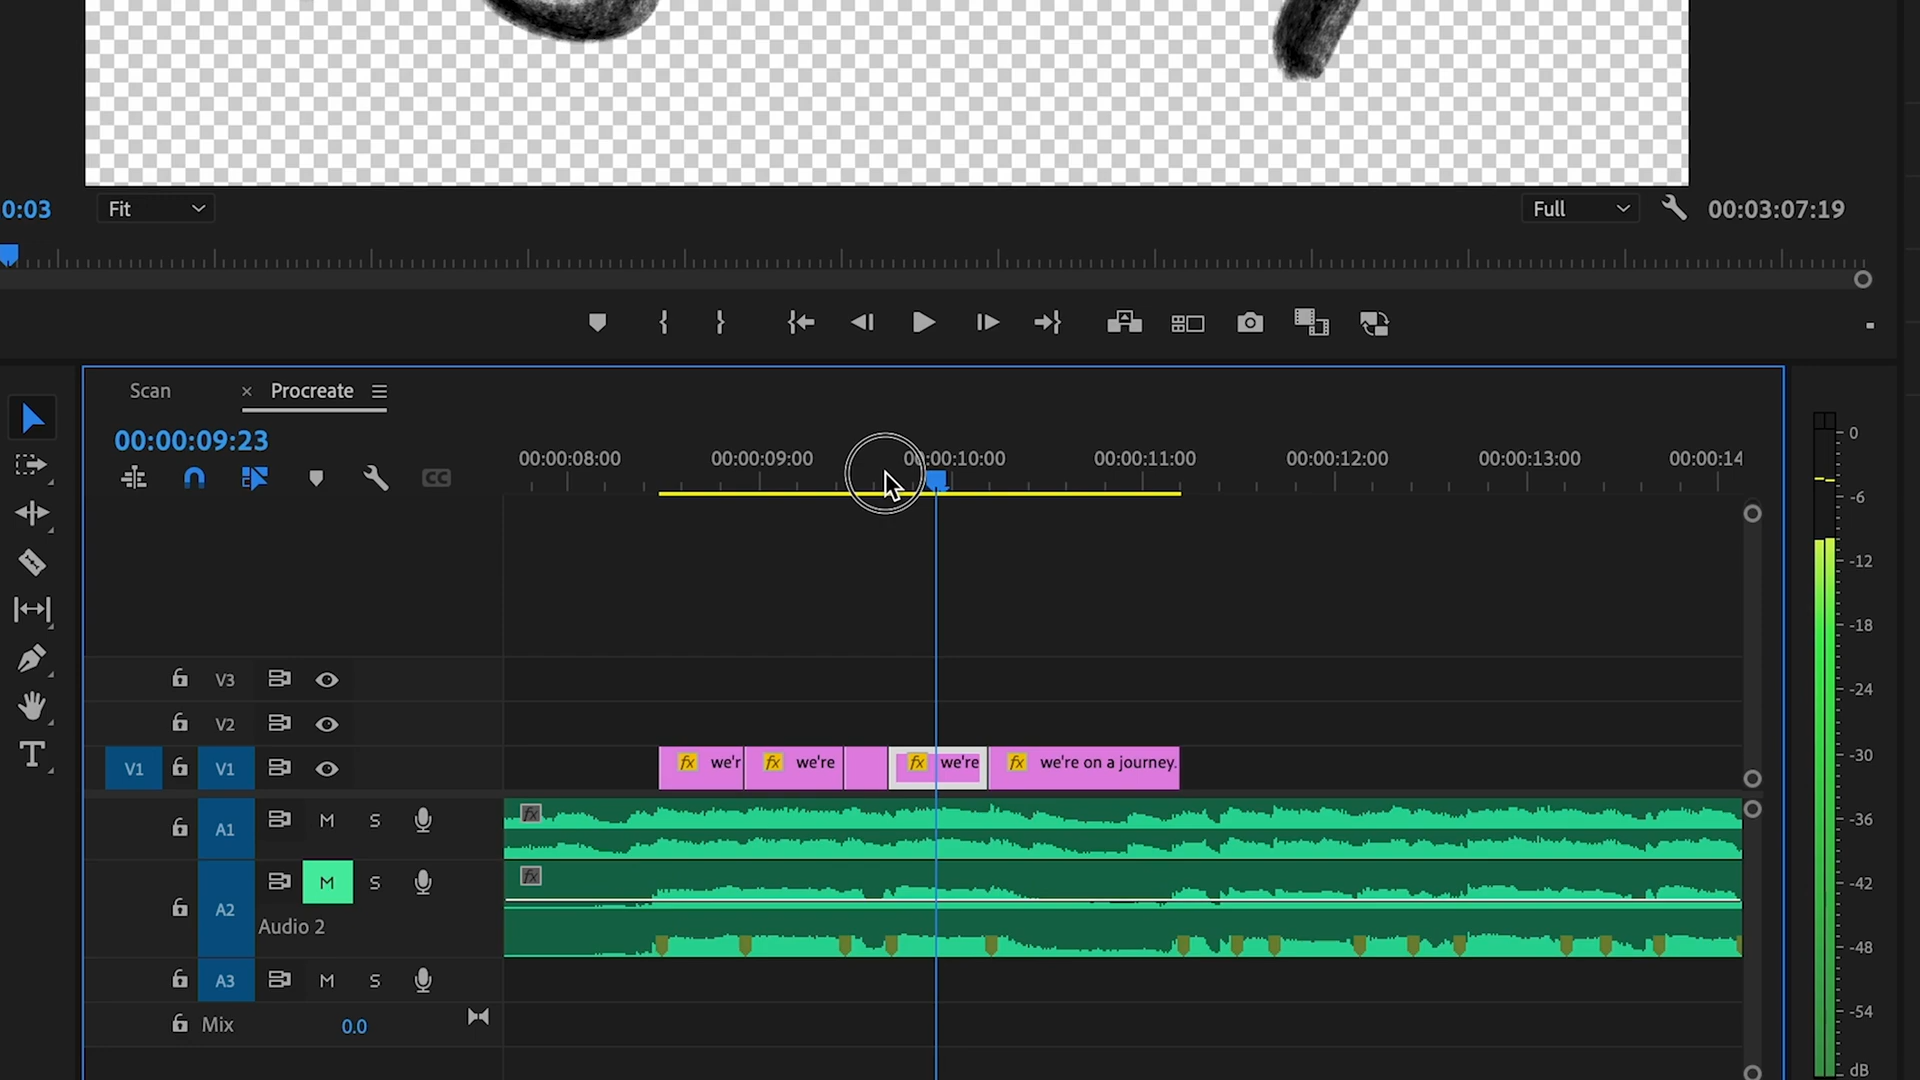 0:03
Fit
Full
00:03:07:19
Scan
× Procreate
00:00:09:23
00:00:08:00
00:00:09:00
00:00:10:00
00:00:11:00
00:00:12:00
00:00:13:00
00:00:14
CC
0
-6
-12
-18
-24
-30
-36
-42
-48
-54
dB
V3
V2
V1
V1
fx we'r
fx we're
fx we're
fx we're on a journey.
A1
M
S
fx
A2
M
S
fx
Audio 2
A3
M
S
Mix
0.0
T